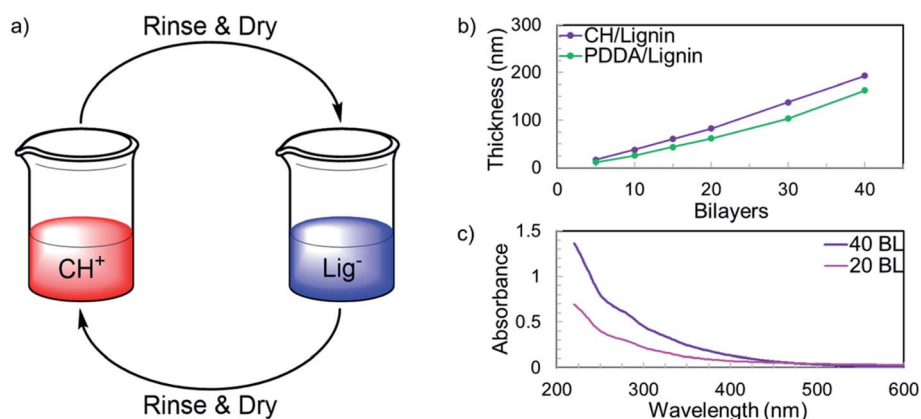 a)
Rinse & Dry
CH⁺
Lig⁻
Rinse & Dry
b)
300
200
100
0
Thickness (nm)
CH/Lignin
PDDA/Lignin
0 10 20 30 40
Bilayers
c)
1.5
1
0.5
0
Absorbance
40 BL
20 BL
200 300 400 500 600
Wavelength (nm)